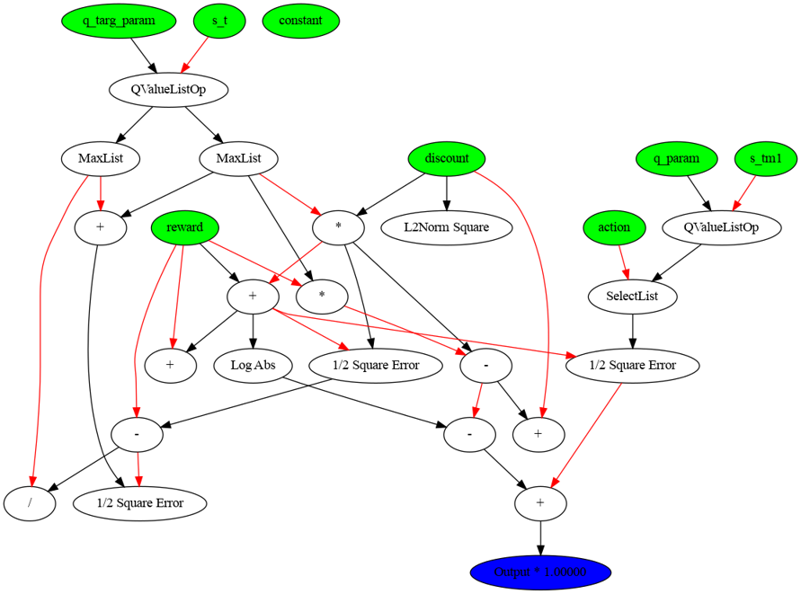 q_targ_param
s_t
constant
QValueListOp
MaxList
MaxList
discount
q_param
s_tm1
+
reward
*
L2Norm Square
action
QValueListOp
+
*
SelectList
+
Log Abs
1/2 Square Error
-
1/2 Square Error
-
-
+
/
1/2 Square Error
+
Output * 1.00000